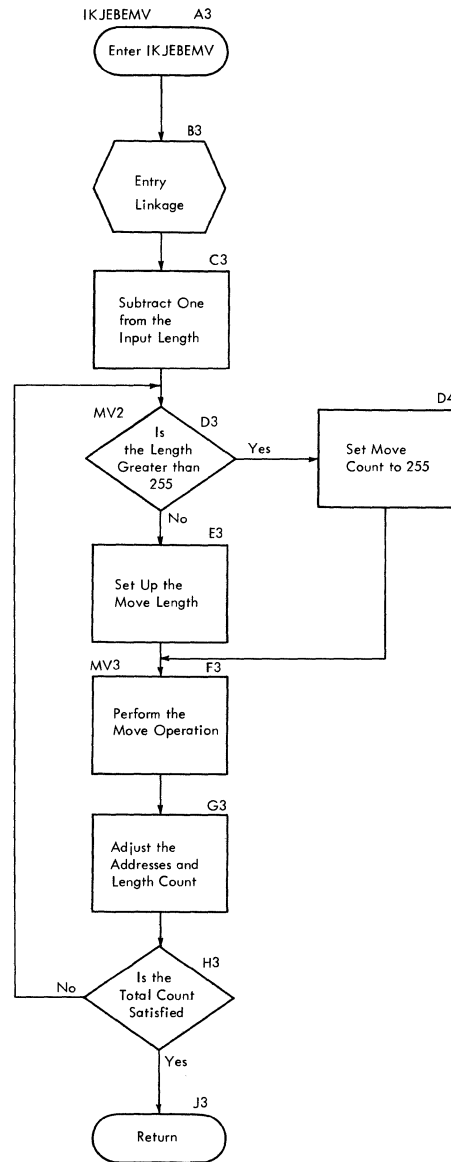 IKJEBEMV A3
Enter IKJEBEMV
B3
Entry
Linkage
C3
Subtract One
from the
Input Length
MV2 D3
Is
the Length
Greater than
255
Yes
D4
Set Move
Count to 255
No
E3
Set Up the
Move Length
MV3 F3
Perform the
Move Operation
G3
Adjust the
Addresses and
Length Count
H3
Is the
Total Count
Satisfied
No
Yes
J3
Return